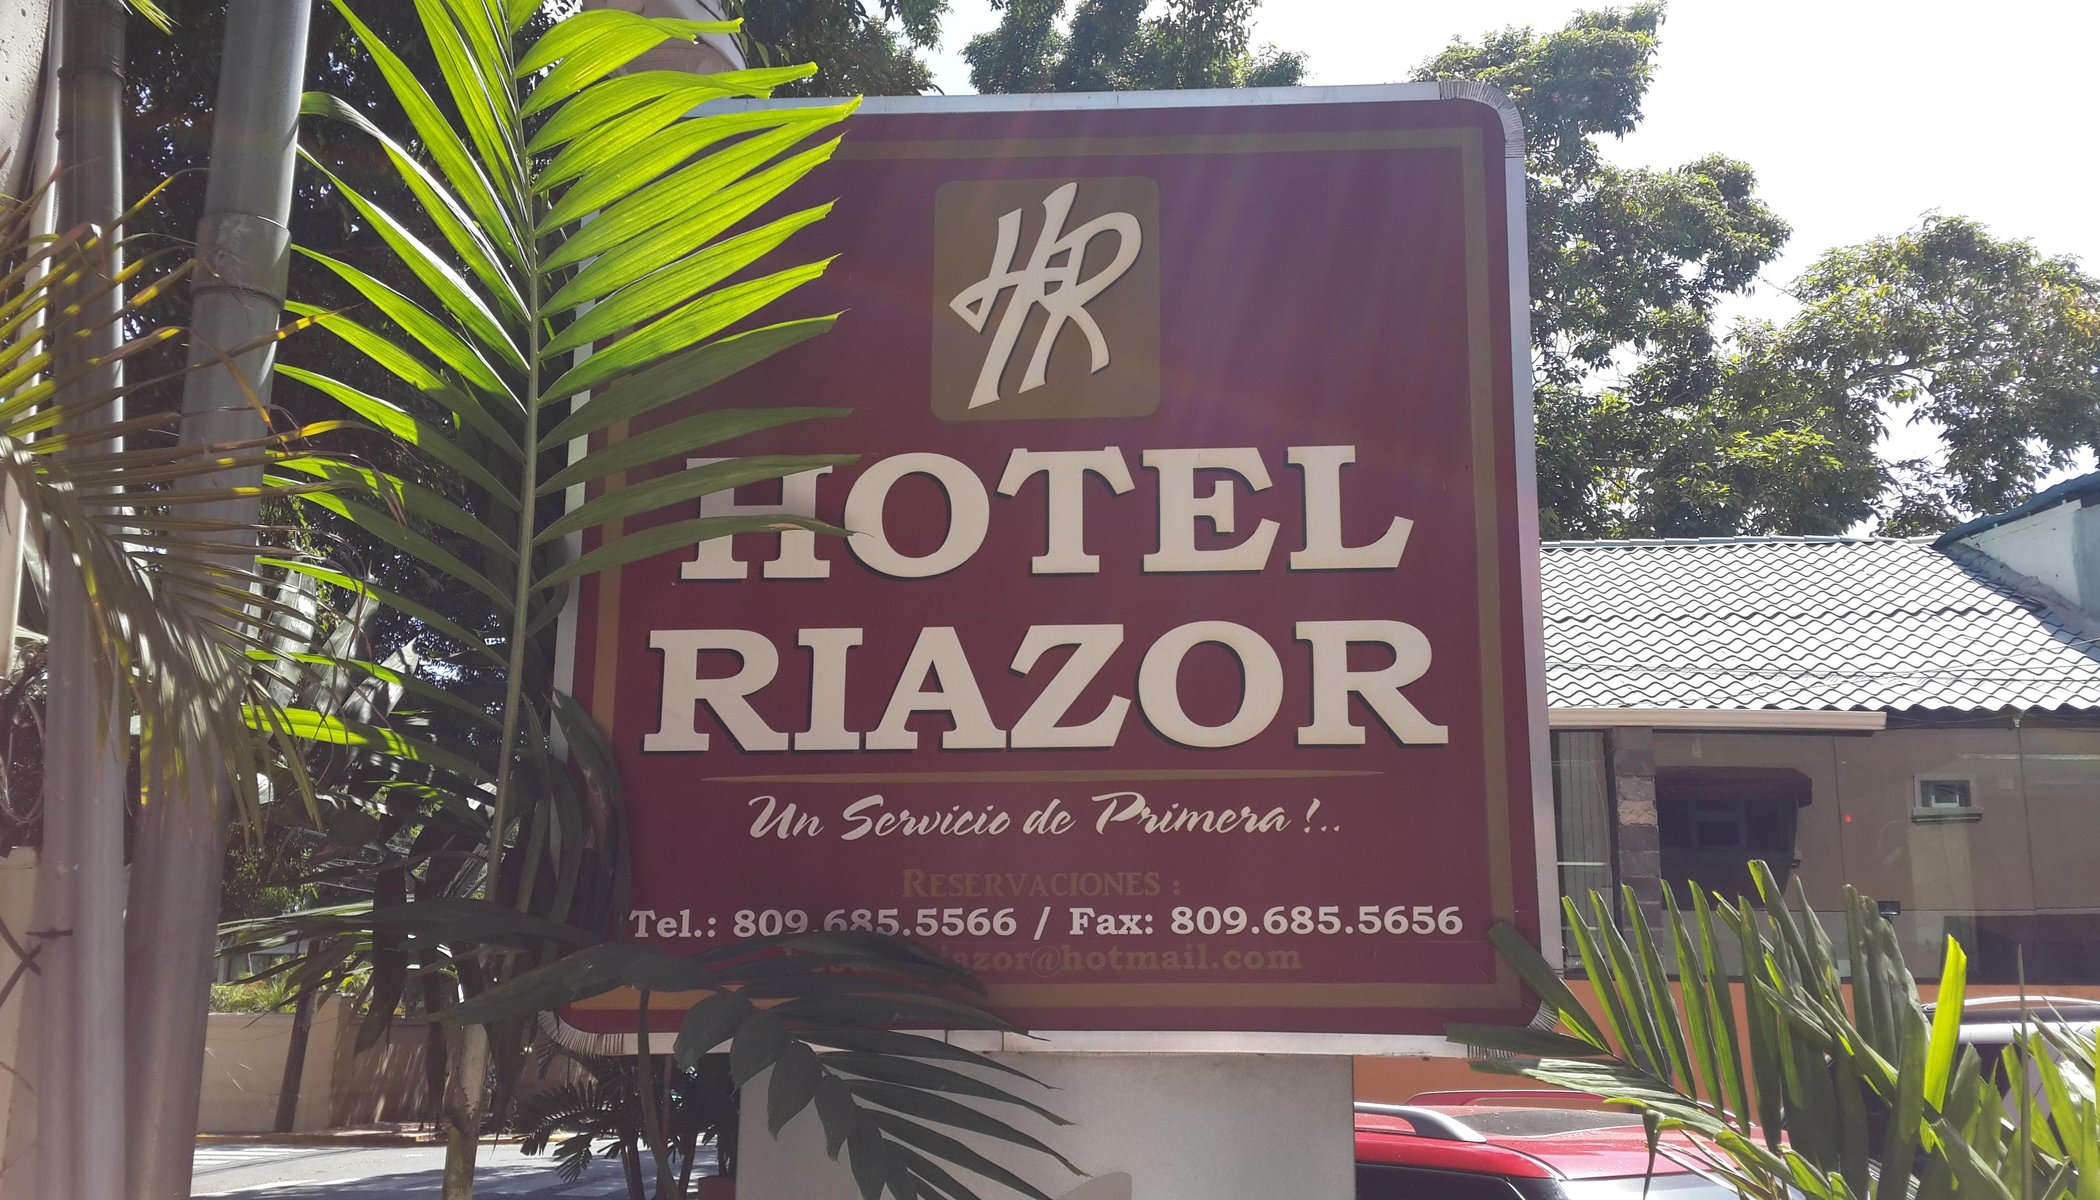 HR
HOTEL
RIAZOR
Un Servicio de Primera !..
RESERVACIONES :
Tel.: 809.685.5566 / Fax: 809.685.5656